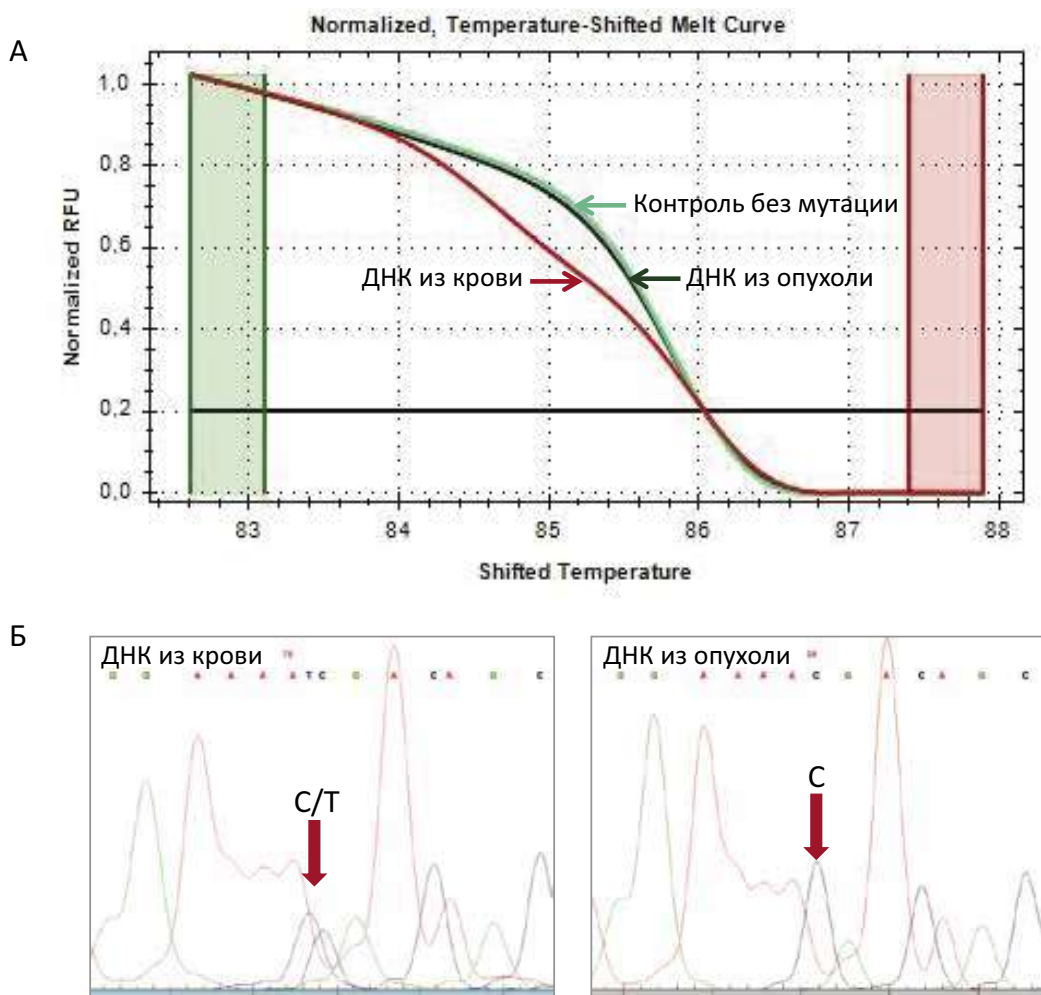 А
Normalized, Temperature-Shifted Melt Curve
Normalized RFU
1,0
0,8
0,6
0,4
0,2
0,0
Контроль без мутации
ДНК из крови
ДНК из опухоли
83 84 85 86 87 88
Shifted Temperature
Б
ДНК из крови
G G A A A A T C G A C A G C
C/T
ДНК из опухоли
G G A A A A C G A C A G C
C